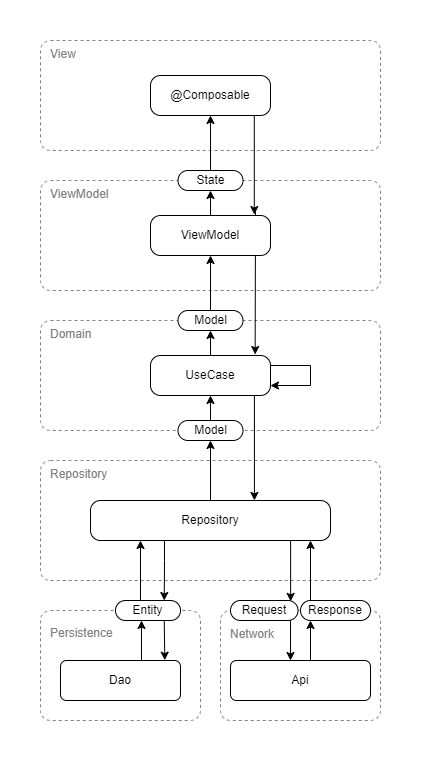 View
@Composable
State
ViewModel
ViewModel
Model
Domain
UseCase
Model
Repository
Repository
Entity
Request
Response
Persistence
Network
Dao
Api